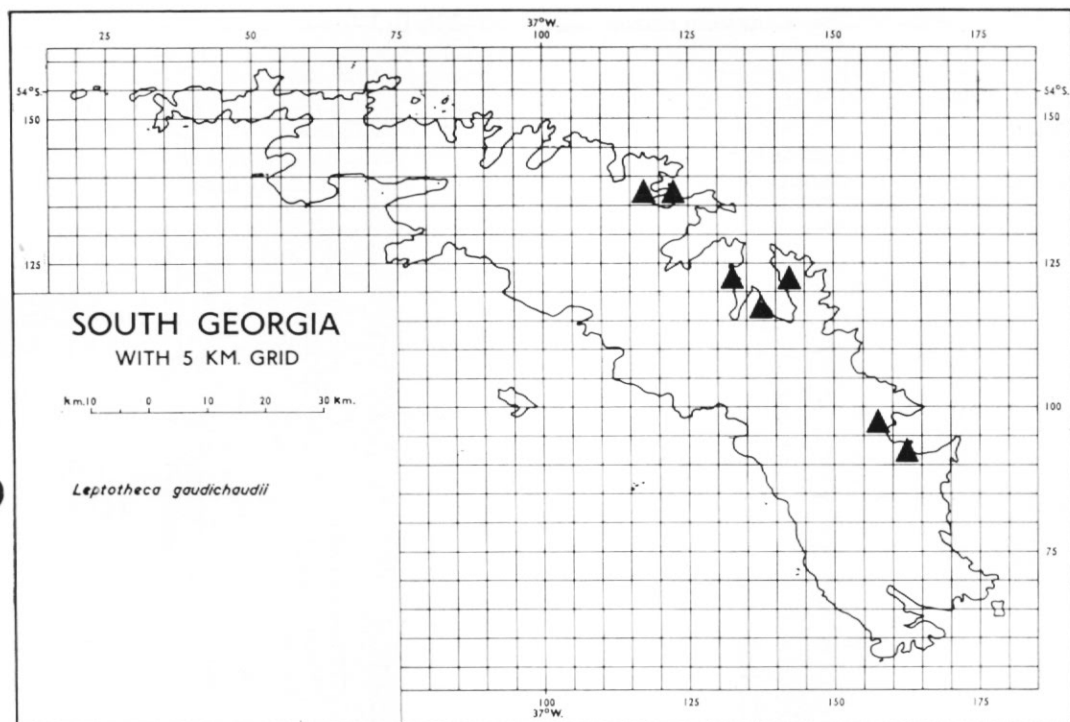 37°W.
25 50 75 100 125 150 175
54°S. 54°S.
150 150
125 125
SOUTH GEORGIA
WITH 5 KM. GRID
km.10 0 10 20 30 Km.
100
Leptotheca gaudichaudii
75
100 125 150 175
37°W.